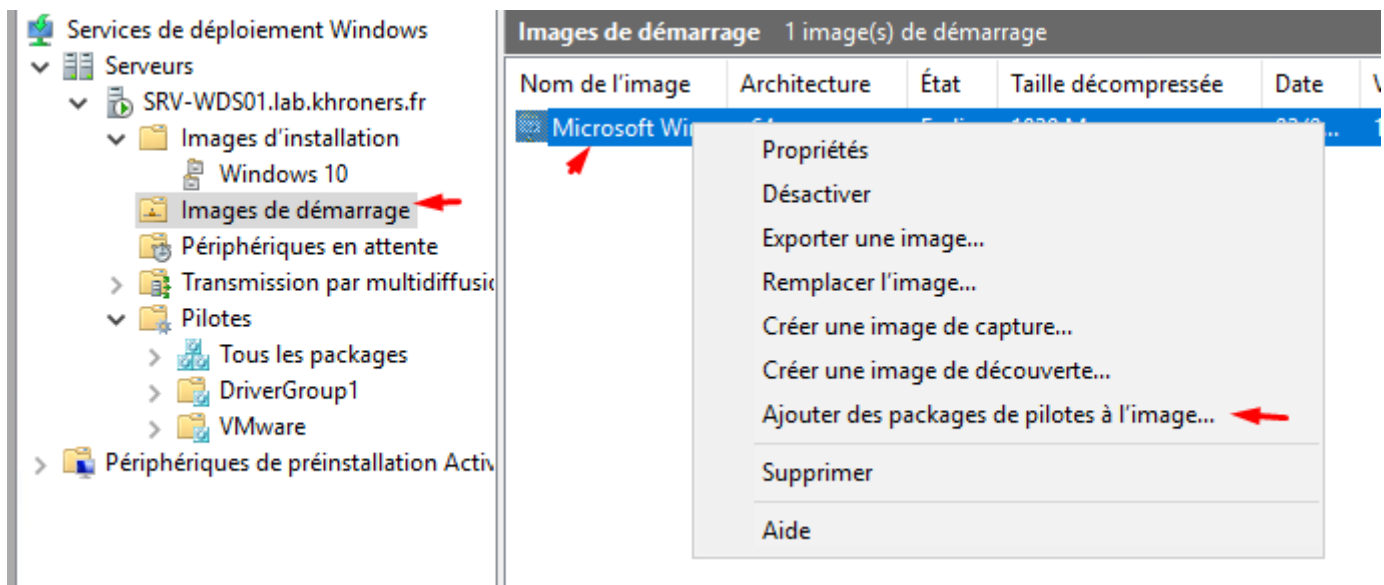 Services de déploiement Windows
Serveurs
SRV-WDS01.lab.khroners.fr
Images d'installation
Windows 10
Images de démarrage
Périphériques en attente
Transmission par multidiffusi
Pilotes
Tous les packages
DriverGroup1
VMware
Périphériques de préinstallation Activ
Images de démarrage 1 image(s) de démarrage
Nom de l'image Architecture État Taille décompressée Date
Microsoft Wi
Propriétés
Désactiver
Exporter une image...
Remplacer l'image...
Créer une image de capture...
Créer une image de découverte...
Ajouter des packages de pilotes à l'image...
Supprimer
Aide